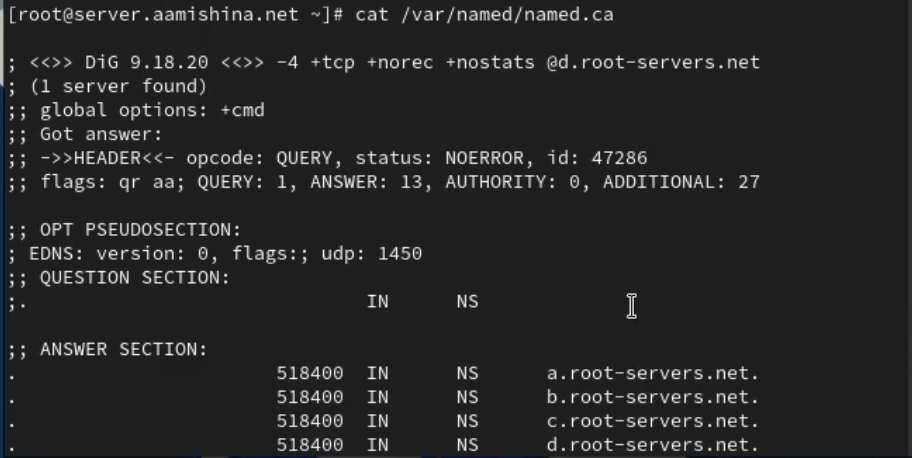 [root@server.aamishina.net ~]# cat /var/named/named.ca
; <<>> DiG 9.18.20 <<>> -4 +tcp +norec +nostats @d.root-servers.net
; (1 server found)
;; global options: +cmd
;; Got answer:
;; ->>HEADER<<- opcode: QUERY, status: NOERROR, id: 47286
;; flags: qr aa; QUERY: 1, ANSWER: 13, AUTHORITY: 0, ADDITIONAL: 27
;; OPT PSEUDOSECTION:
; EDNS: version: 0, flags:; udp: 1450
;; QUESTION SECTION:
;. IN NS
;; ANSWER SECTION:
. 518400 IN NS a.root-servers.net.
. 518400 IN NS b.root-servers.net.
. 518400 IN NS c.root-servers.net.
. 518400 IN NS d.root-servers.net.